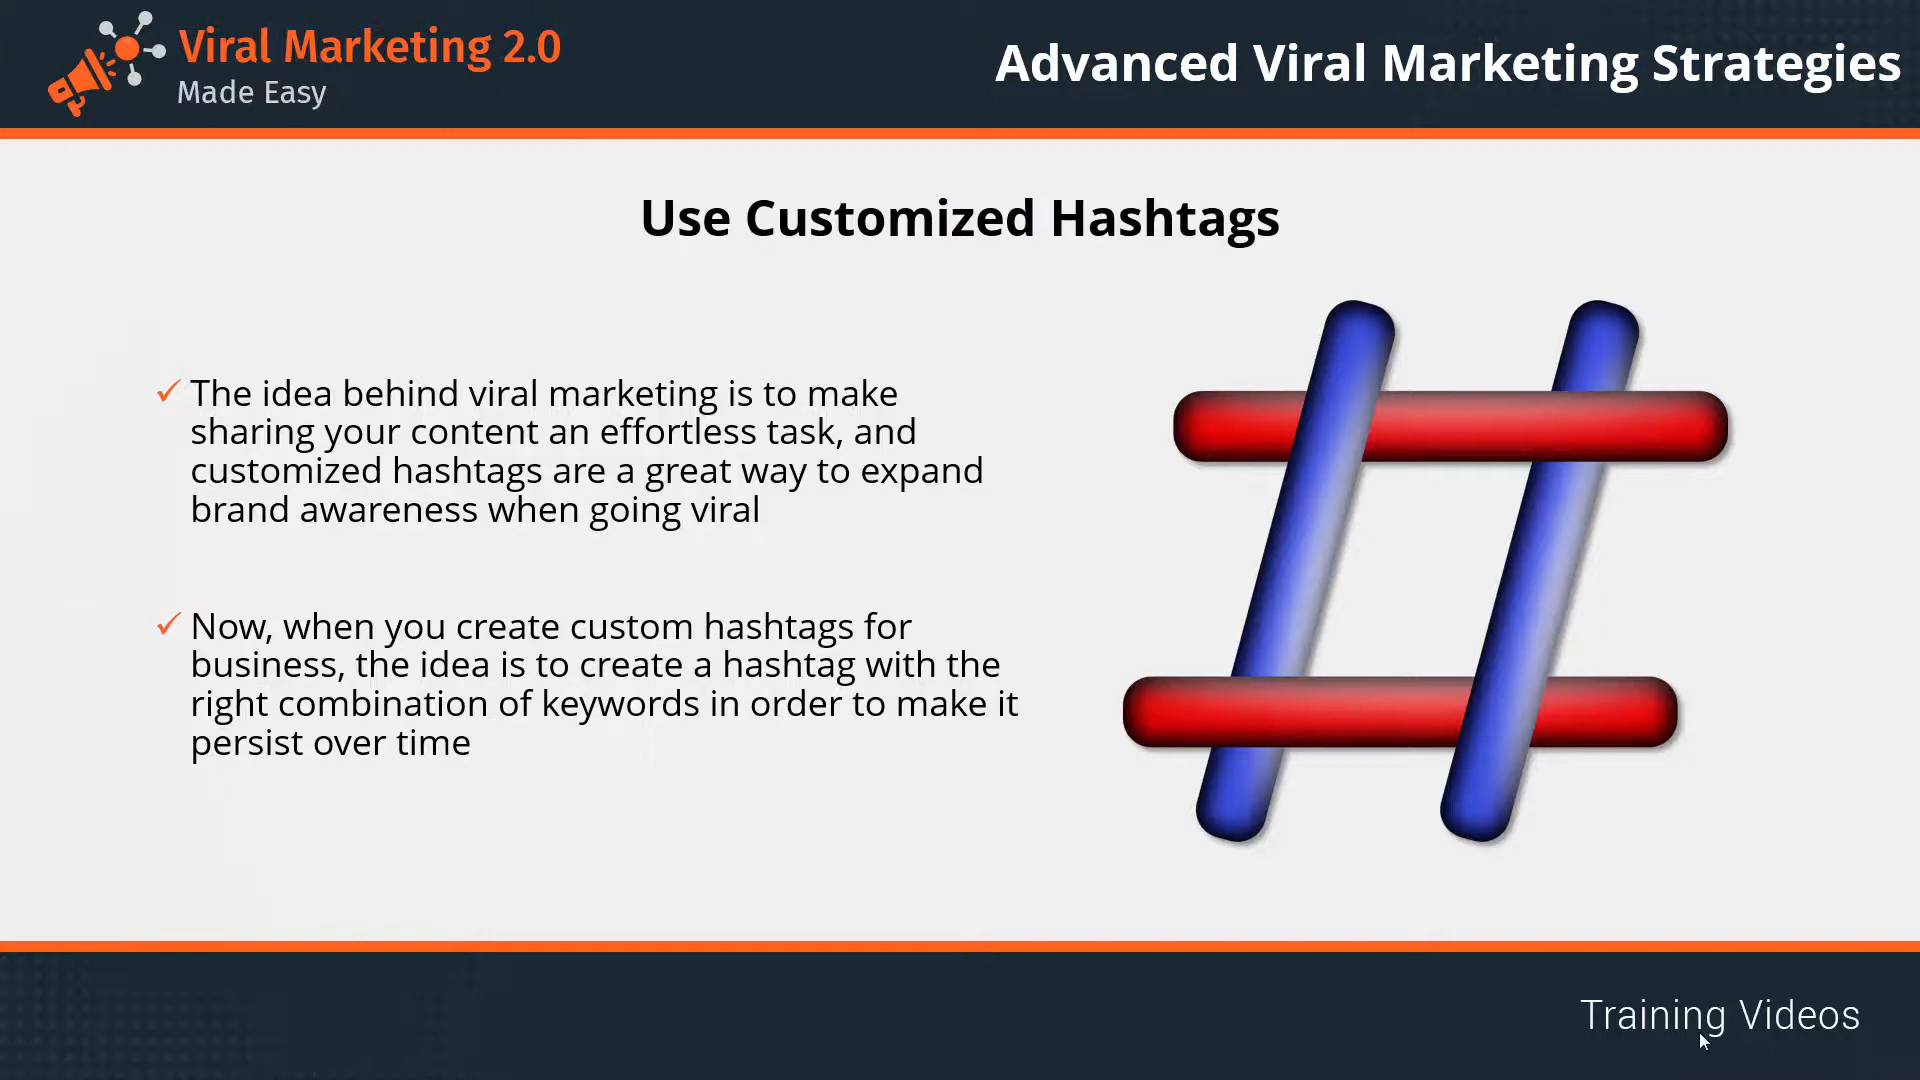 Viral Marketing 2.0
Made Easy
Advanced Viral Marketing Strategies
Use Customized Hashtags
✓ The idea behind viral marketing is to make
sharing your content an effortless task, and
customized hashtags are a great way to expand
brand awareness when going viral
✓ Now, when you create custom hashtags for
business, the idea is to create a hashtag with the
right combination of keywords in order to make it
persist over time
#
Training Videos